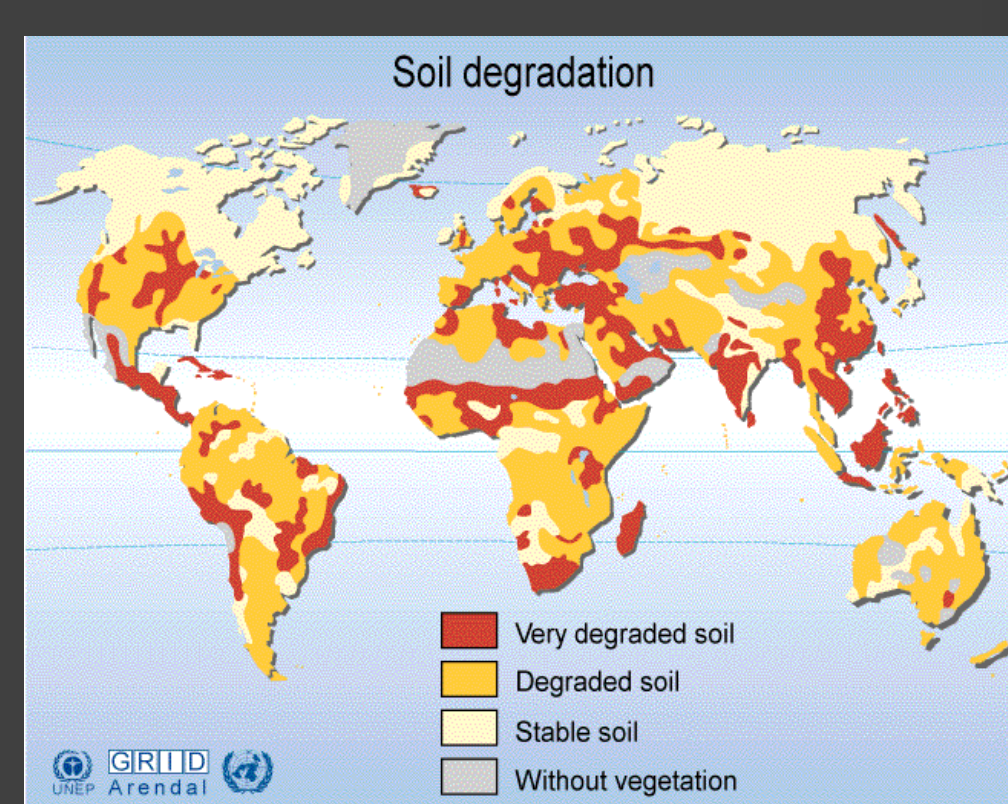 Soil degradation
Very degraded soil
Degraded soil
Stable soil
Without vegetation
UNEP
GRID
Arendal